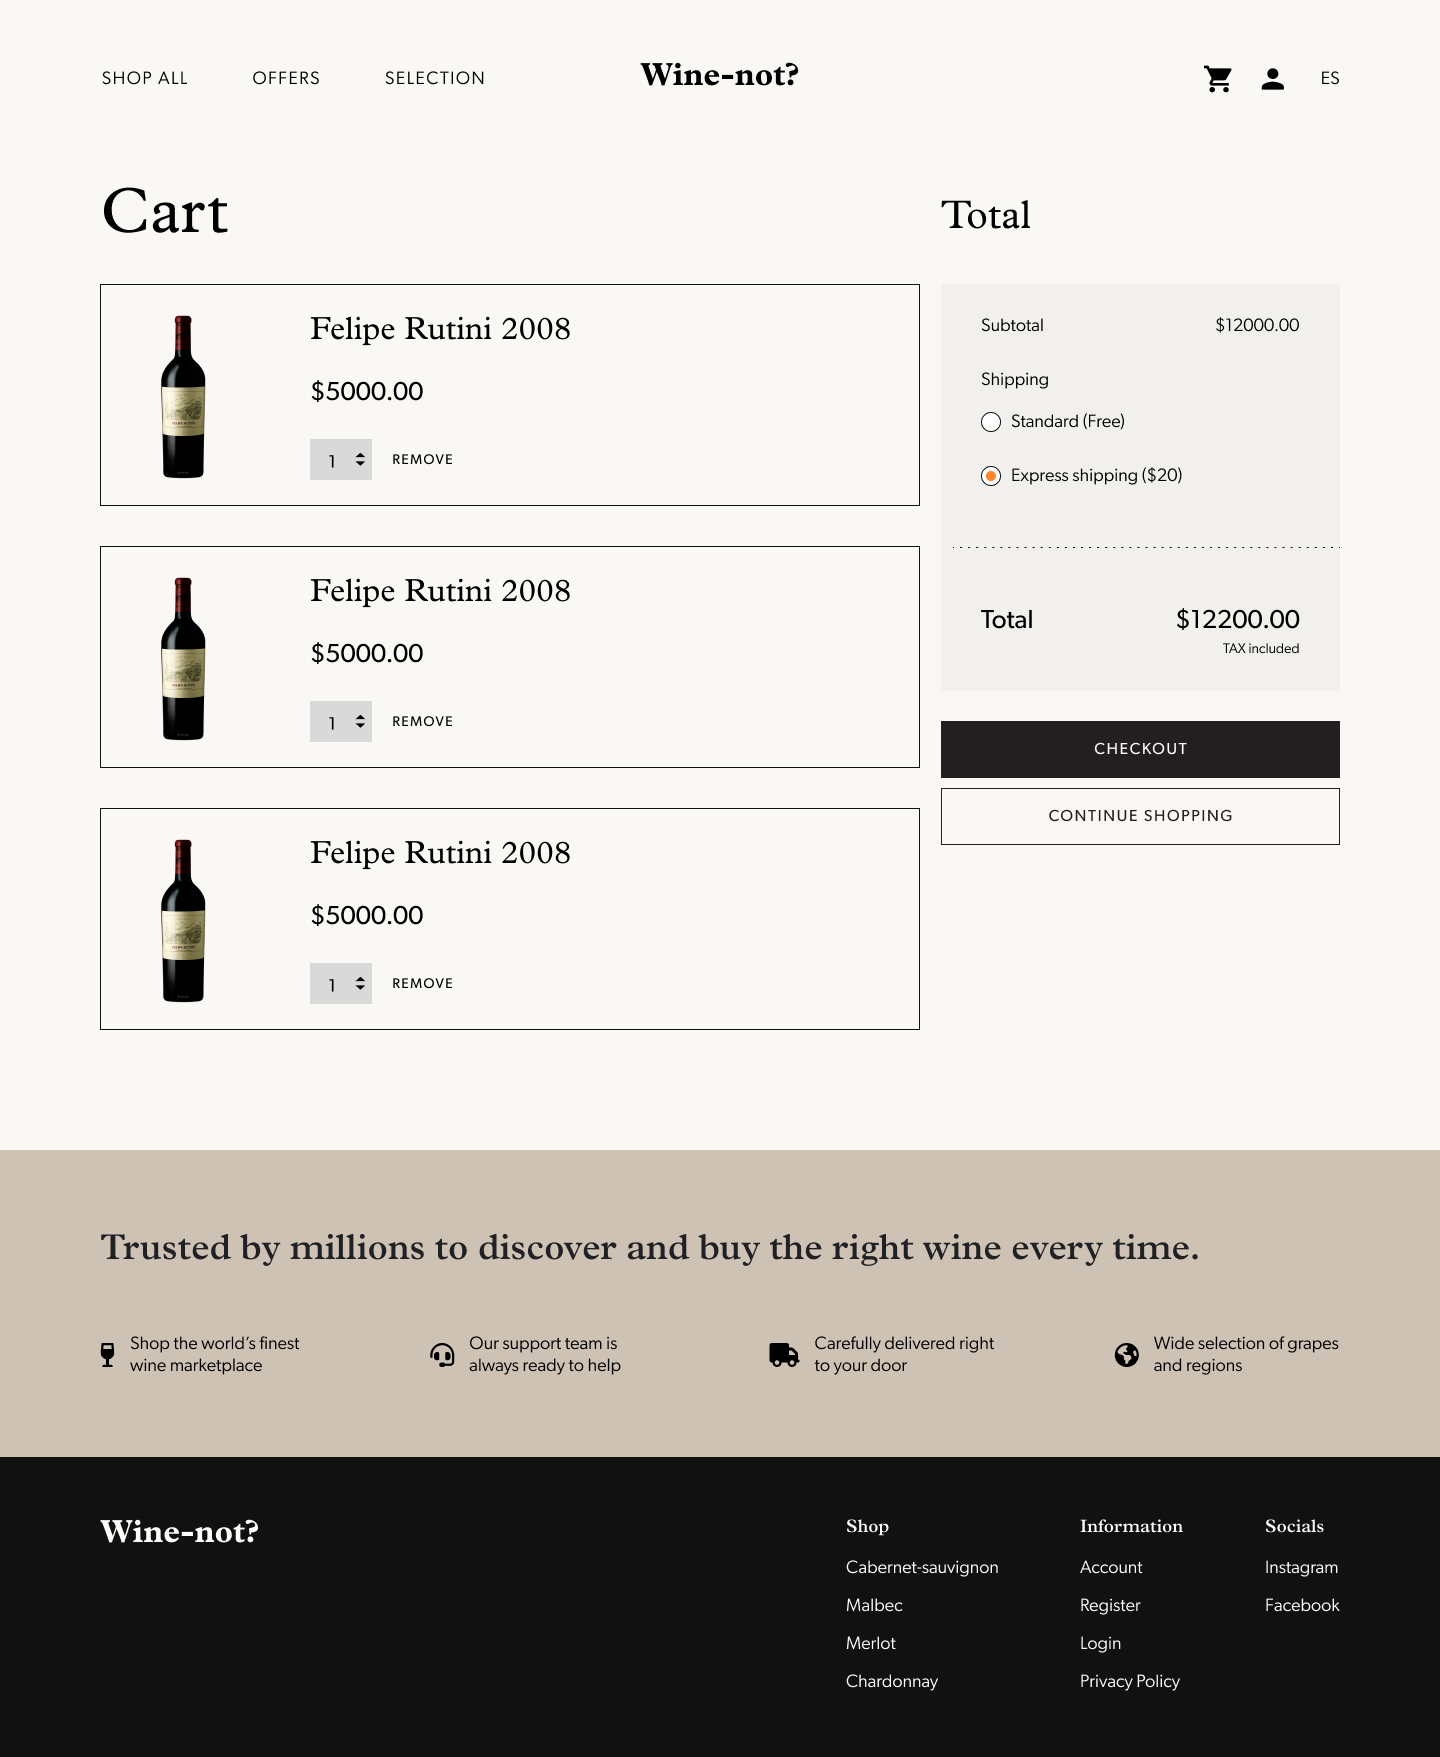 SHOP ALL
OFFERS
SELECTION
Wine-not?
ES
Cart
Felipe Rutini 2008
$5000.00
1
REMOVE
Felipe Rutini 2008
$5000.00
1
REMOVE
Felipe Rutini 2008
$5000.00
1
REMOVE
Total
Subtotal
$12000.00
Shipping
Standard (Free)
Express shipping ($20)
Total
$12200.00
TAX included
CHECKOUT
CONTINUE SHOPPING
Trusted by millions to discover and buy the right wine every time.
Shop the world’s finest
wine marketplace
Our support team is
always ready to help
Carefully delivered right
to your door
Wide selection of grapes
and regions
Wine-not?
Shop
Cabernet-sauvignon
Malbec
Merlot
Chardonnay
Information
Account
Register
Login
Privacy Policy
Socials
Instagram
Facebook